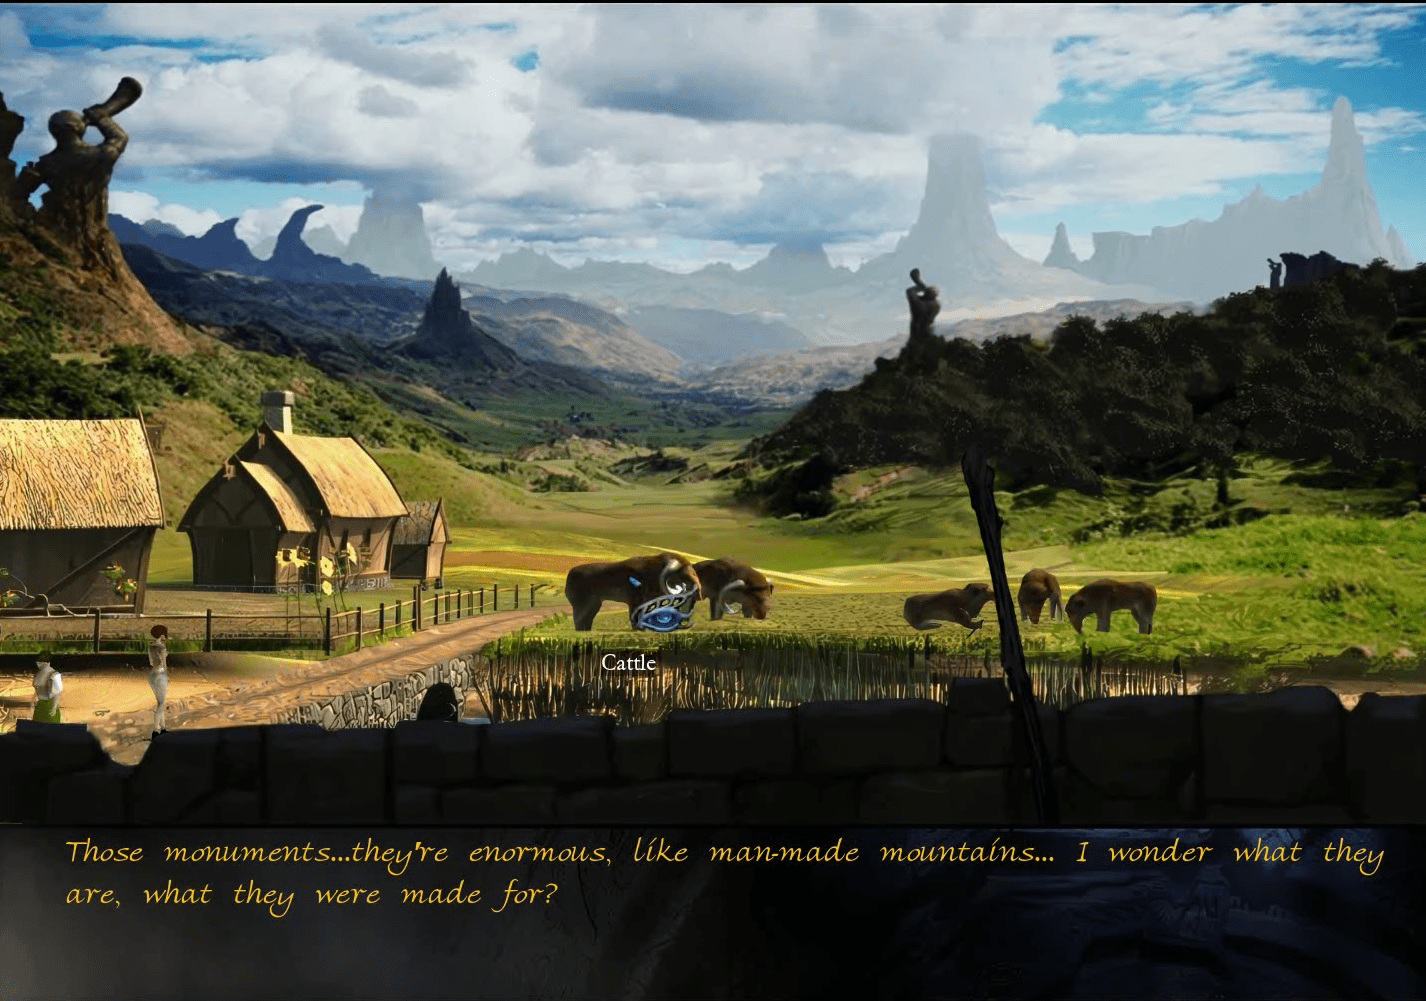 Cattle
Those monuments...they're enormous, like man-made mountains... I wonder what they
are, what they were made for?